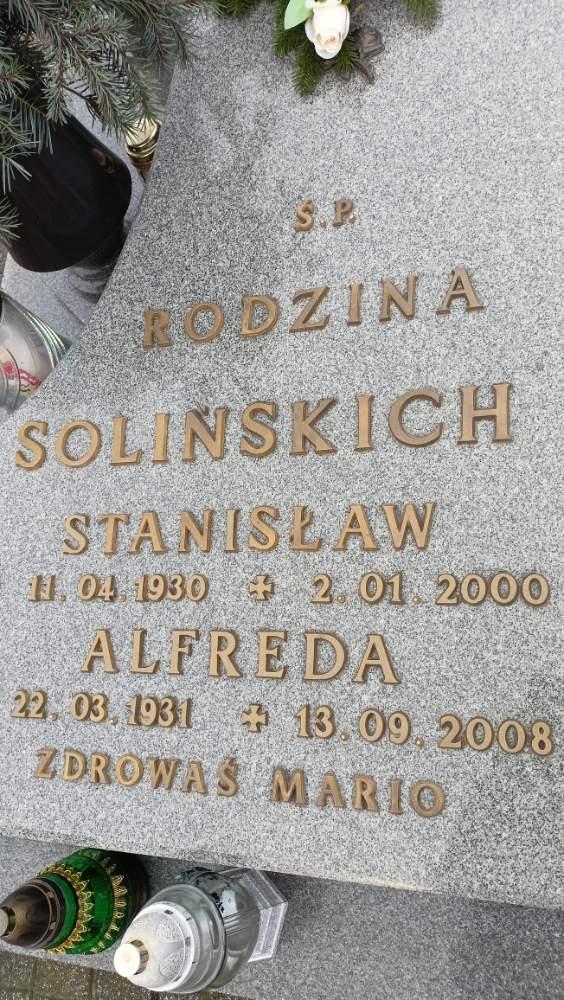 Ś.P.
RODZINA
SOLIŃSKICH
STANISŁAW
11.04.1930 ✝ 2.01.2000
ALFREDA
22.03.1931 ✝ 13.09.2008
ZDROWAŚ MARIO